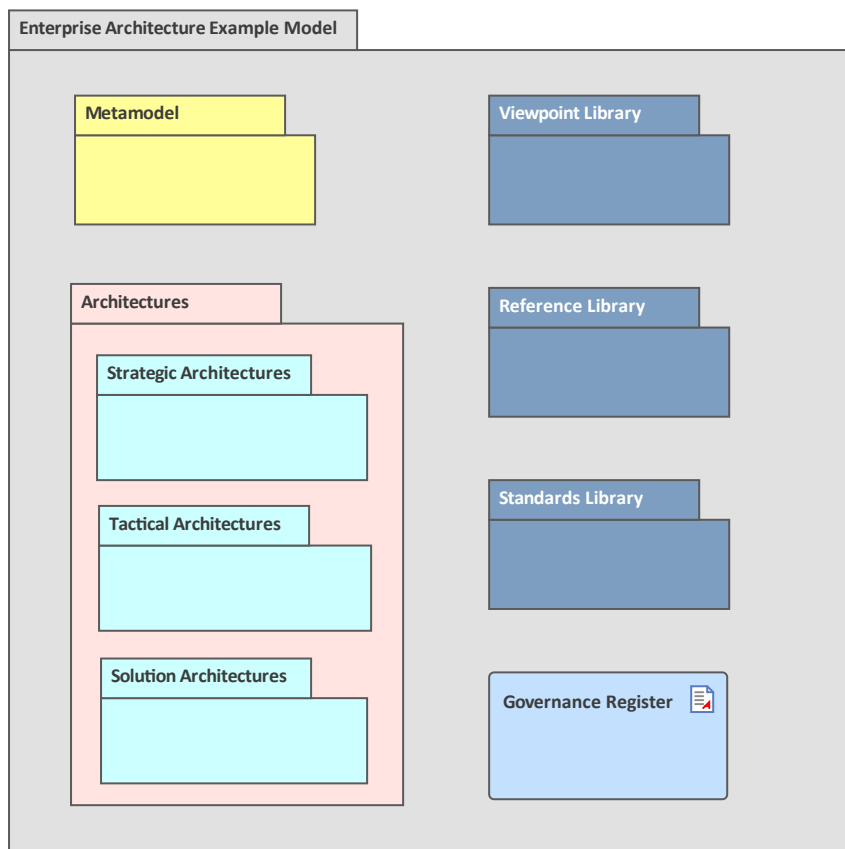 Enterprise Architecture Example Model
Metamodel
Viewpoint Library
Architectures
Reference Library
Strategic Architectures
Standards Library
Tactical Architectures
Solution Architectures
Governance Register